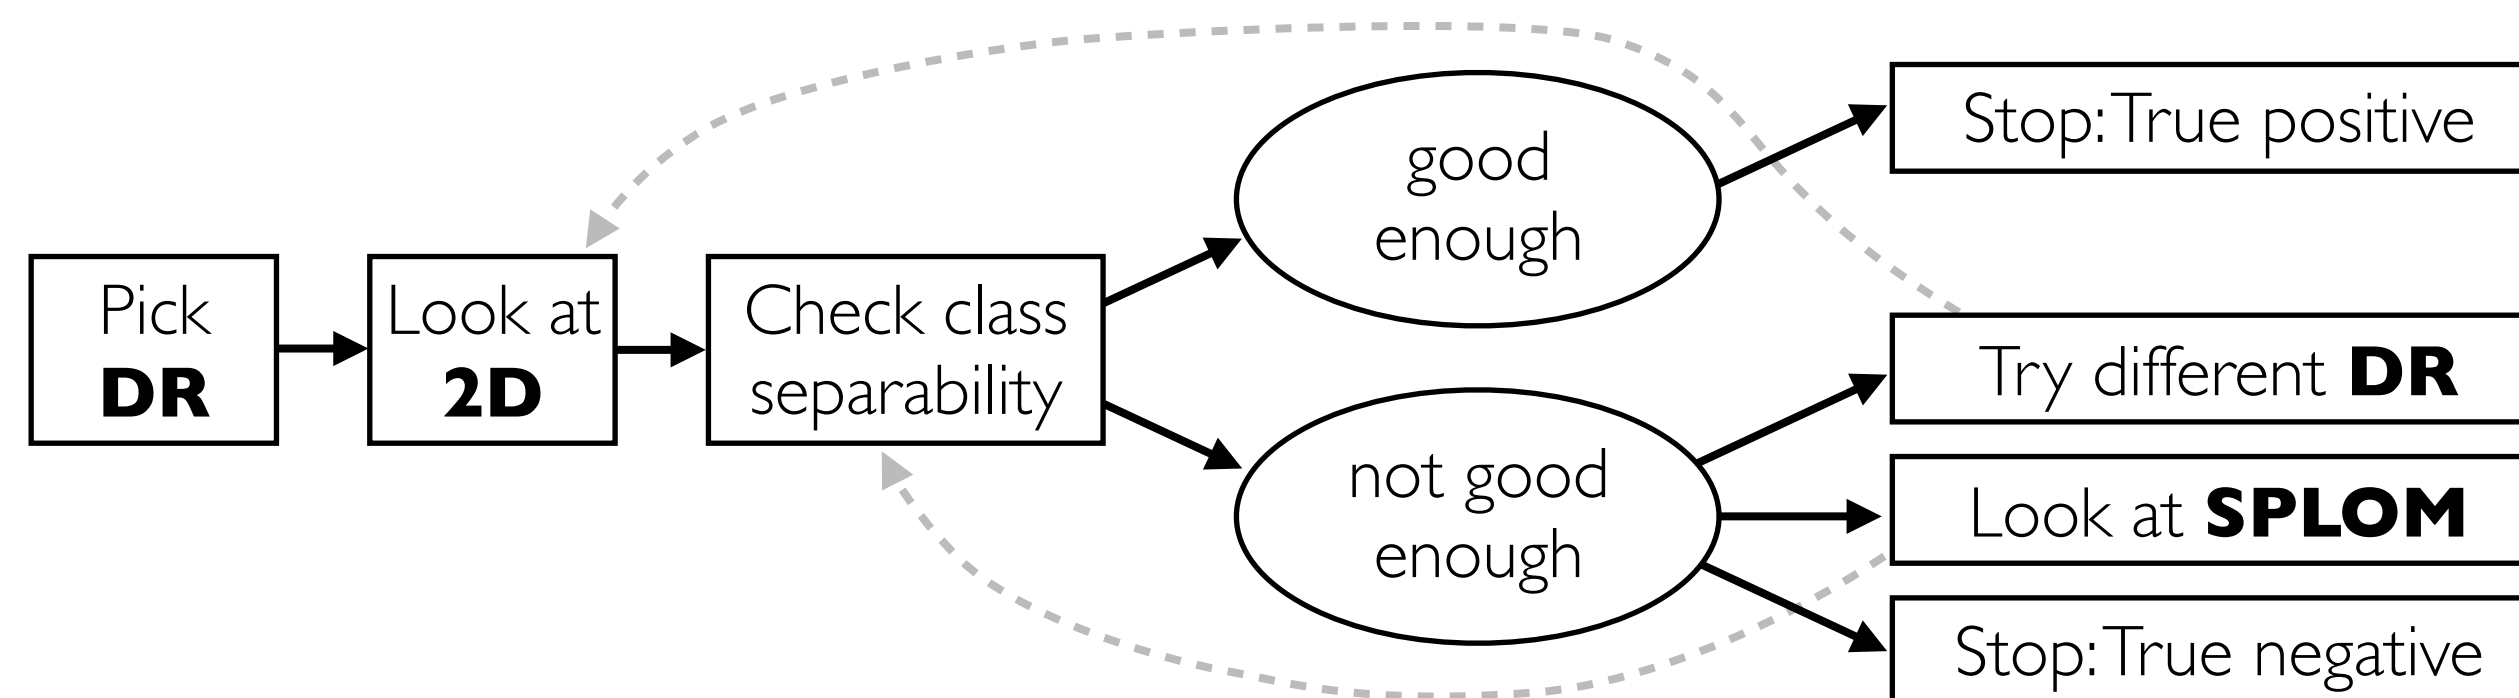 Pick
DR
Look at
2D
Check class
separability
good
enough
not good
enough
Stop: True positive
Try different DR
Look at SPLOM
Stop: True negative